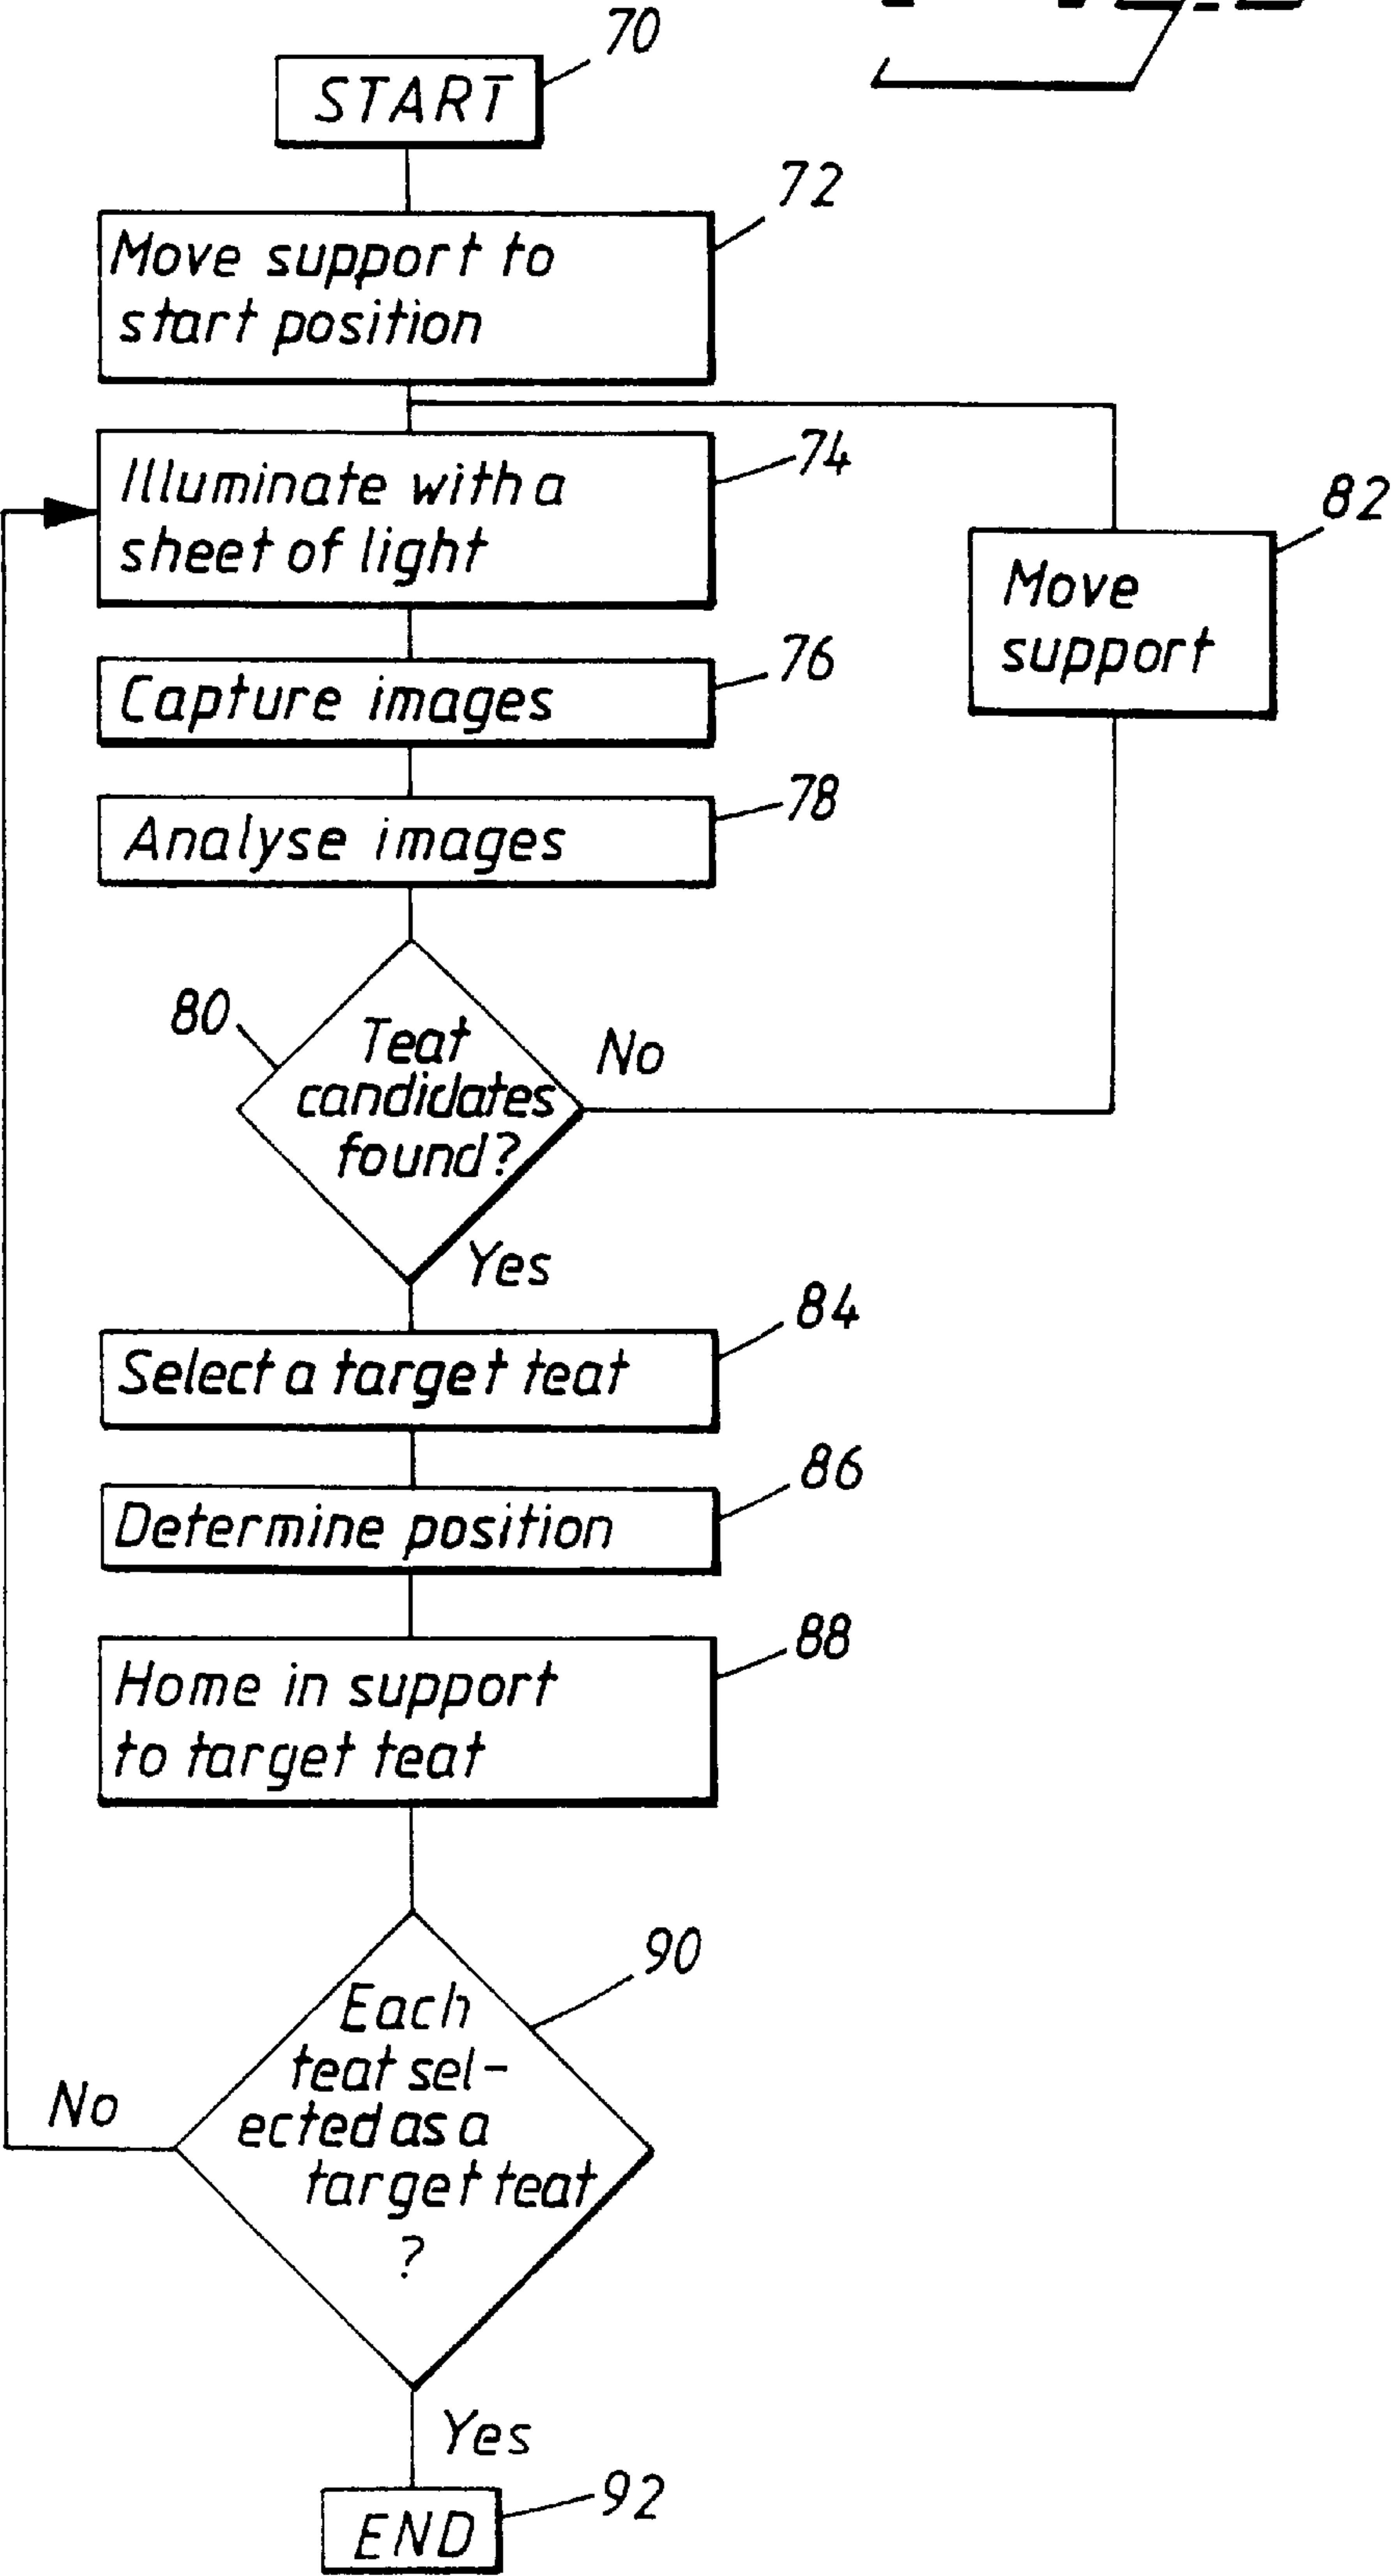 70
START
72
Move support to
start position
74
Illuminate with a
sheet of light
82
Move
support
76
Capture images
78
Analyse images
80
Teat
candidates
found?
No
Yes
84
Select a target teat
86
Determine position
88
Home in support
to target teat
90
Each
teat sel-
ected as a
target teat
?
No
Yes
92
END